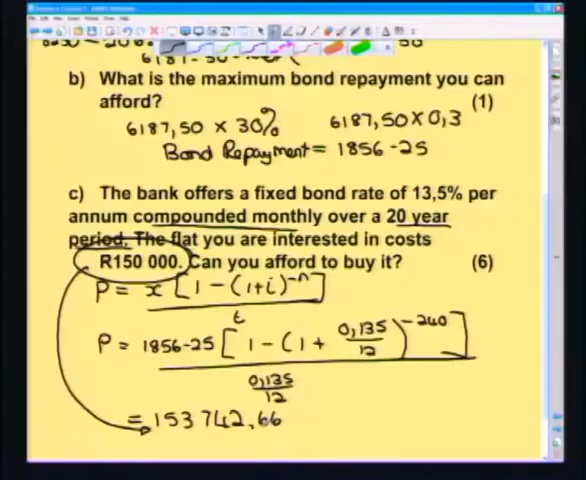 b) What is the maximum bond repayment you can
afford? (1)
6187,50 × 30% 6187,50 × 0,3
Bond Repayment = 1856-25
c) The bank offers a fixed bond rate of 13,5% per
annum compounded monthly over a 20 year
period. The flat you are interested in costs
R150 000. Can you afford to buy it? (6)
P = x [1 - (1+i)^-n]
i
P = 1856-25 [1 - (1 + 0,135/12)^-240]
0,135/12
= 153 742,66